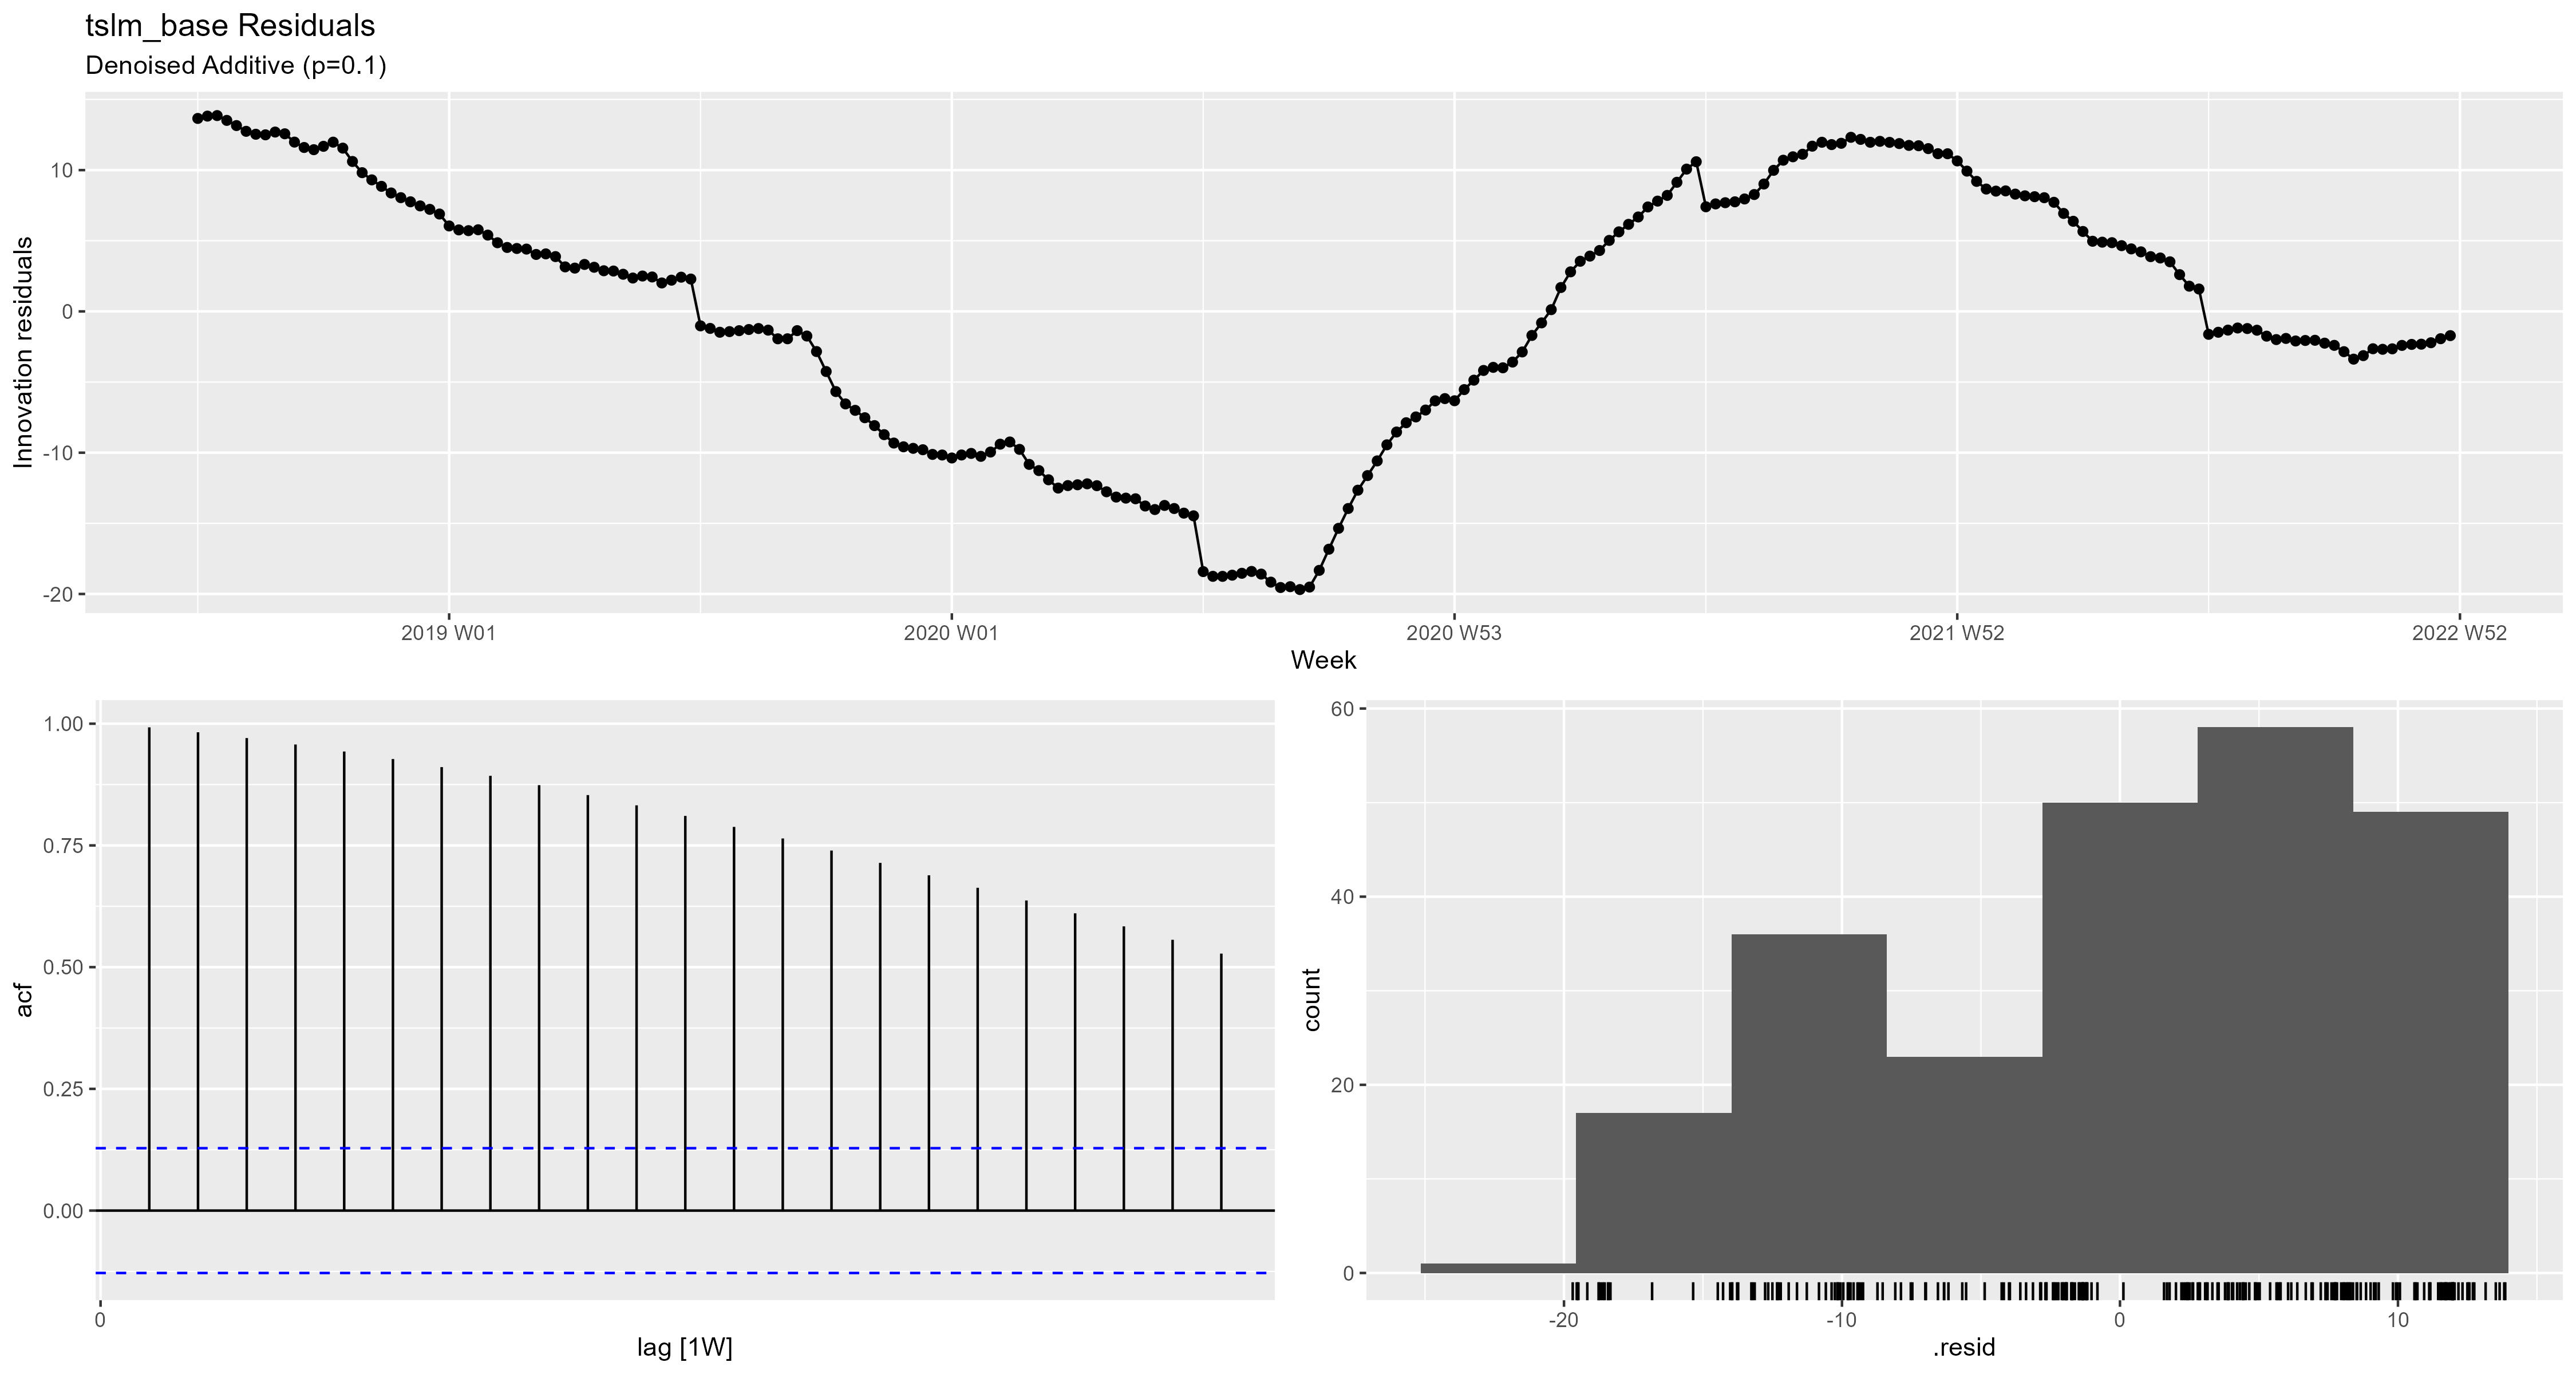 tslm_base Residuals
Denoised Additive (p=0.1)
Innovation residuals
10
0
-10
-20
2019 W01 2020 W01 2020 W53 2021 W52 2022 W52
Week
acf
1.00
0.75
0.50
0.25
0.00
0
lag [1W]
count
60
40
20
0
-20 -10 0 10
.resid